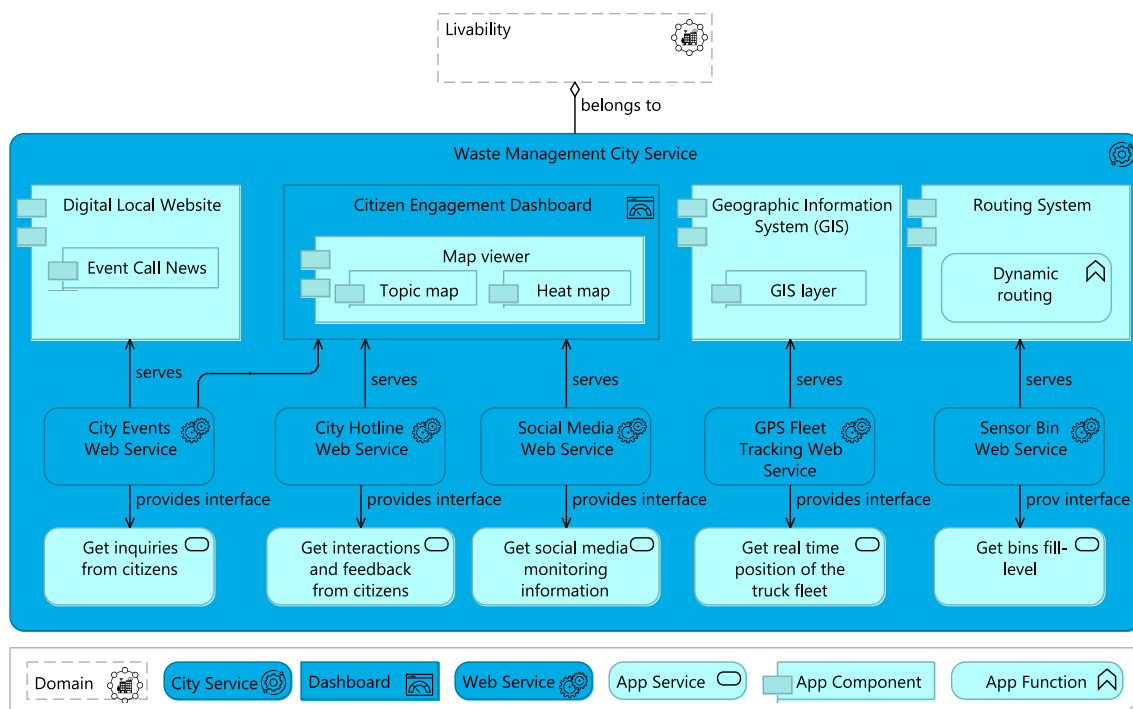 Livability
belongs to
Waste Management City Service
Digital Local Website
Event Call News
Citizen Engagement Dashboard
Map viewer
Topic map
Heat map
Geographic Information
System (GIS)
GIS layer
Routing System
Dynamic
routing
serves
serves
serves
serves
serves
City Events
Web Service
City Hotline
Web Service
Social Media
Web Service
GPS Fleet
Tracking Web
Service
Sensor Bin
Web Service
provides interface
provides interface
provides interface
provides interface
prov interface
Get inquiries
from citizens
Get interactions
and feedback
from citizens
Get social media
monitoring
information
Get real time
position of the
truck fleet
Get bins fill-
level
Domain
City Service
Dashboard
Web Service
App Service
App Component
App Function